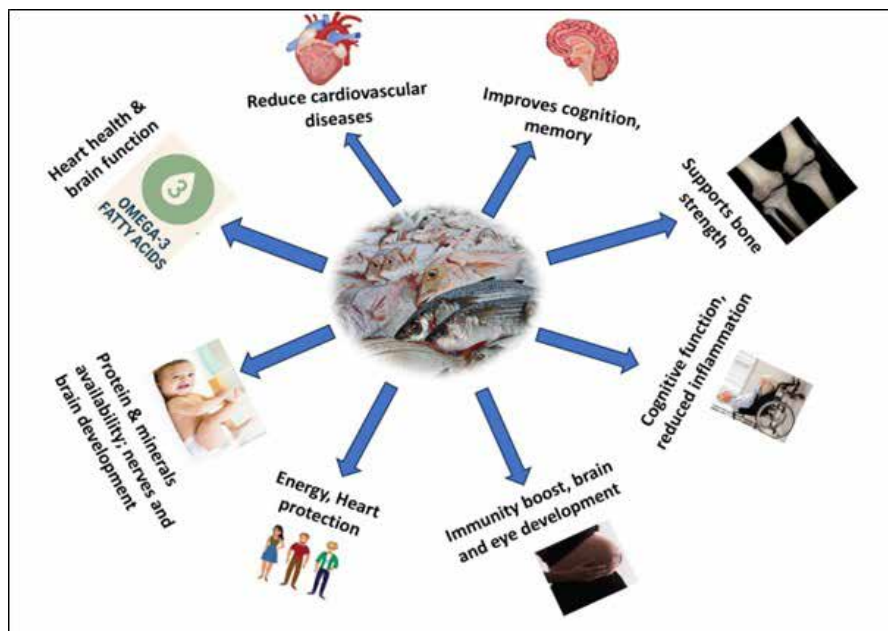 Reduce cardiovascular
diseases
Improves cognition,
memory
Heart health &
brain function
3
OMEGA-3
FATTY ACIDS
Supports bone
strength
Protein & minerals
availability; nerves and
brain development
Cognitive function,
reduced inflammation
Energy, Heart
protection
Immunity boost, brain
and eye development